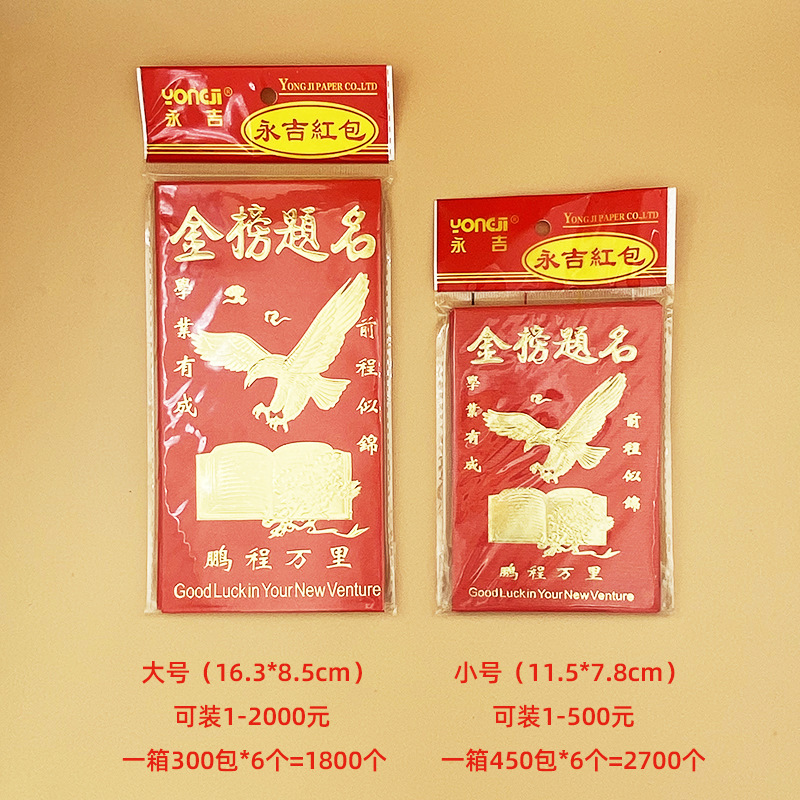 YONGJI®
永吉
YONG JI PAPER CO.,LTD
永吉紅包
金榜題名
學業有成
前程似錦
鵬程万里
Good Luck in Your New Venture
YONGJI®
永吉
YONG JI PAPER CO.,LTD
永吉紅包
金榜題名
學業有成
前程似錦
鵬程万里
Good Luck in Your New Venture
大号（16.3*8.5cm）
可装1-2000元
一箱300包*6个=1800个
小号（11.5*7.8cm）
可装1-500元
一箱450包*6个=2700个